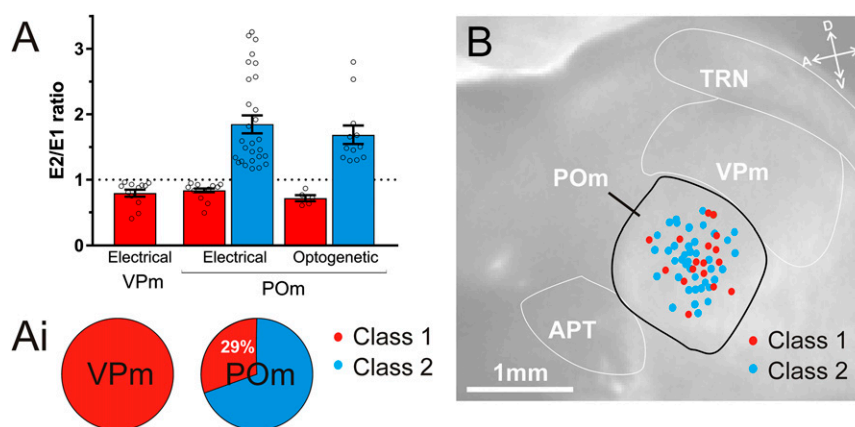 A
E2/E1 ratio
3
2
1
0
Electrical
Electrical
Optogenetic
VPm
POm
Ai
VPm
29%
POm
Class 1
Class 2
B
D
A
V
TRN
VPm
POm
APT
Class 1
Class 2
1mm